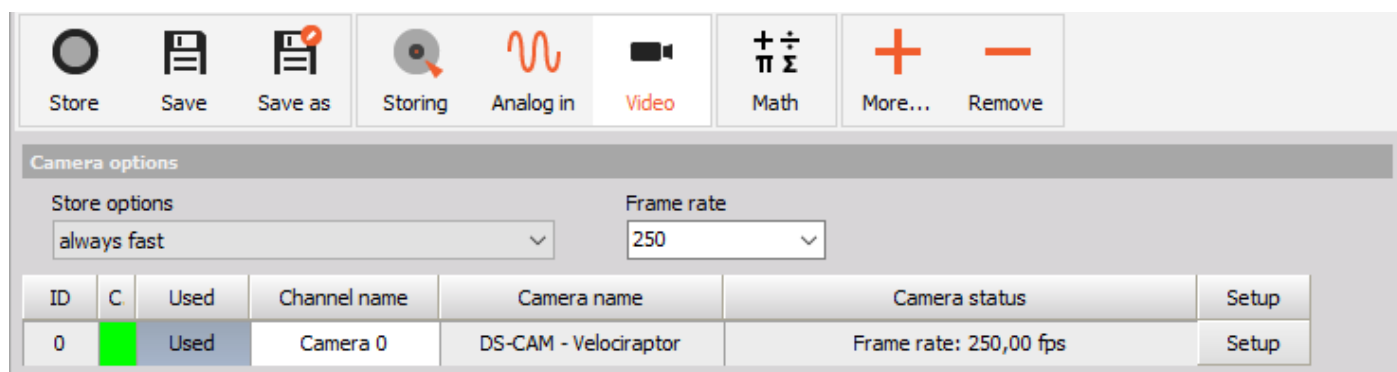 Store Save Save as Storing Analog in Video Math More... Remove
Camera options
Store options Frame rate
always fast 250
ID C. Used Channel name Camera name Camera status Setup
0 Used Camera 0 DS-CAM - Velociraptor Frame rate: 250,00 fps Setup